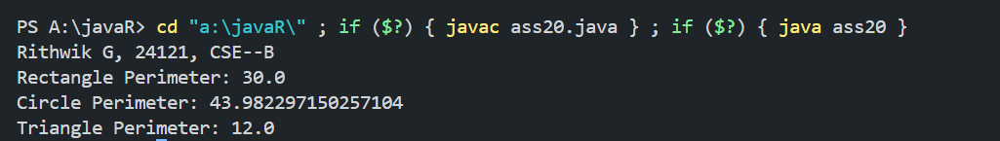 PS A:\javaR> cd "a:\javaR\" ; if ($?) { javac ass20.java } ; if ($?) { java ass20 }
Rithwik G, 24121, CSE--B
Rectangle Perimeter: 30.0
Circle Perimeter: 43.982297150257104
Triangle Perimeter: 12.0